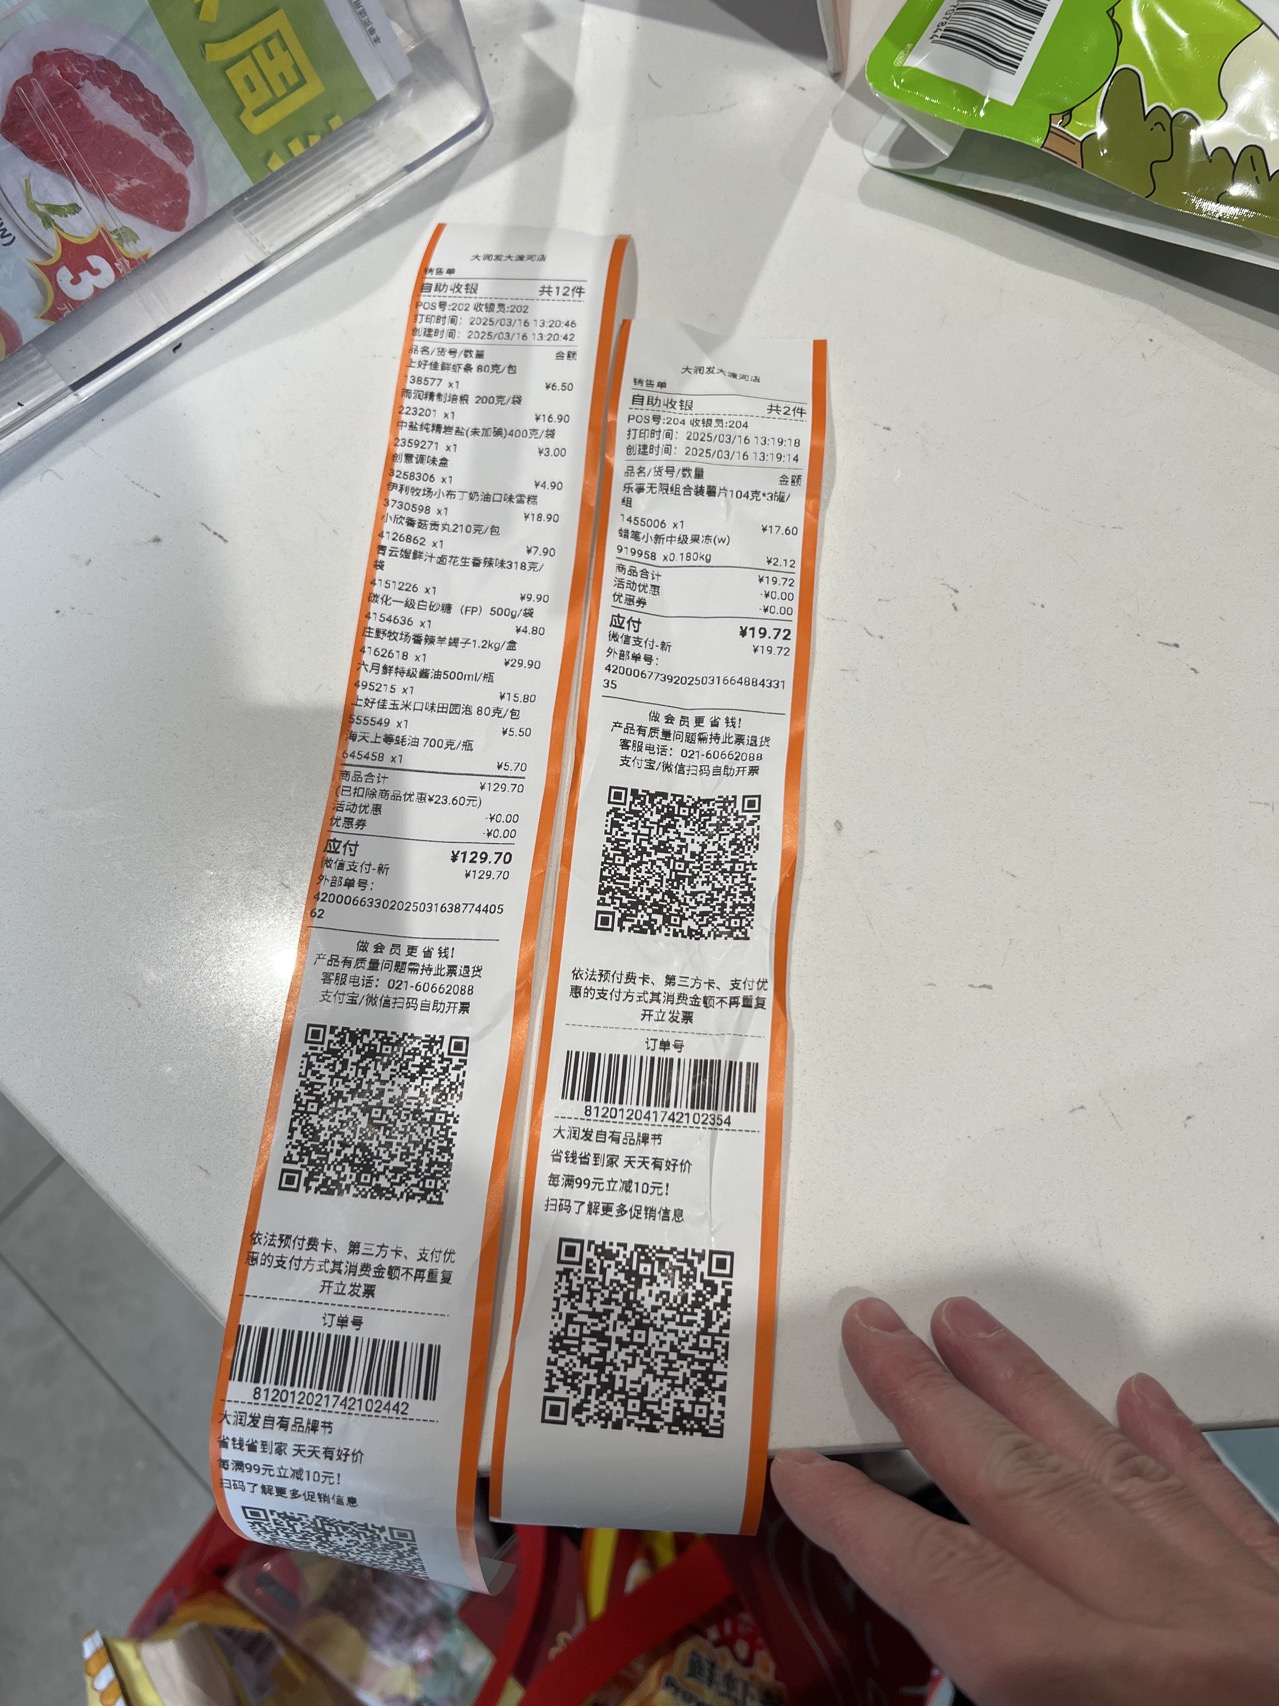 周
3
大润发大渡河店
销售单
自助收银 共12件
POS号:202 收银员:202
打印时间: 2025/03/16 13:20:46
创建时间: 2025/03/16 13:20:42
品名/货号/数量 金额
上好佳鲜虾条 80克/包
138577 x1 ¥6.50
雨润精制培根 200克/袋
223201 x1 ¥16.90
中盐纯精岩盐(未加碘)400克/袋
2359271 x1 ¥3.00
创意调味盒
3258306 x1 ¥4.90
伊利牧场小布丁奶油口味雪糕
3730598 x1 ¥18.90
小欣香菇贡丸210克/包
4126862 x1 ¥7.90
青云媛鲜汁卤花生香辣味318克/
袋
4151226 x1 ¥9.90
碳化一级白砂糖（FP）500g/袋
4154636 x1 ¥4.80
庄野牧场香辣羊蝎子1.2kg/盒
4162618 x1 ¥29.90
六月鲜特级酱油500ml/瓶
495215 x1 ¥15.80
上好佳玉米口味田园泡 80克/包
555549 x1 ¥5.50
海天上等蚝油 700克/瓶
645458 x1 ¥5.70
商品合计 ¥129.70
(已扣除商品优惠¥23.60元)
活动优惠 -¥0.00
优惠券 -¥0.00
应付 ¥129.70
微信支付-新 ¥129.70
外部单号:
42000663302025031638774405
62
做会员更省钱!
产品有质量问题需持此票退货
客服电话: 021-60662088
支付宝/微信扫码自助开票
依法预付费卡、第三方卡、支付优
惠的支付方式其消费金额不再重复
开立发票
订单号
812012021742102442
大润发自有品牌节
省钱省到家 天天有好价
每满99元立减10元!
扫码了解更多促销信息
大润发大渡河店
销售单
自助收银 共2件
POS号:204 收银员:204
打印时间: 2025/03/16 13:19:18
创建时间: 2025/03/16 13:19:14
品名/货号/数量 金额
乐事无限组合装薯片104克*3罐/
组
1455006 x1 ¥17.60
蜡笔小新中级果冻(w)
919958 x0.180kg ¥2.12
商品合计 ¥19.72
活动优惠 -¥0.00
优惠券 -¥0.00
应付 ¥19.72
微信支付-新 ¥19.72
外部单号:
42000677392025031664884331
35
做会员更省钱!
产品有质量问题需持此票退货
客服电话: 021-60662088
支付宝/微信扫码自助开票
依法预付费卡、第三方卡、支付优
惠的支付方式其消费金额不再重复
开立发票
订单号
812012041742102354
大润发自有品牌节
省钱省到家 天天有好价
每满99元立减10元!
扫码了解更多促销信息
鲜虾